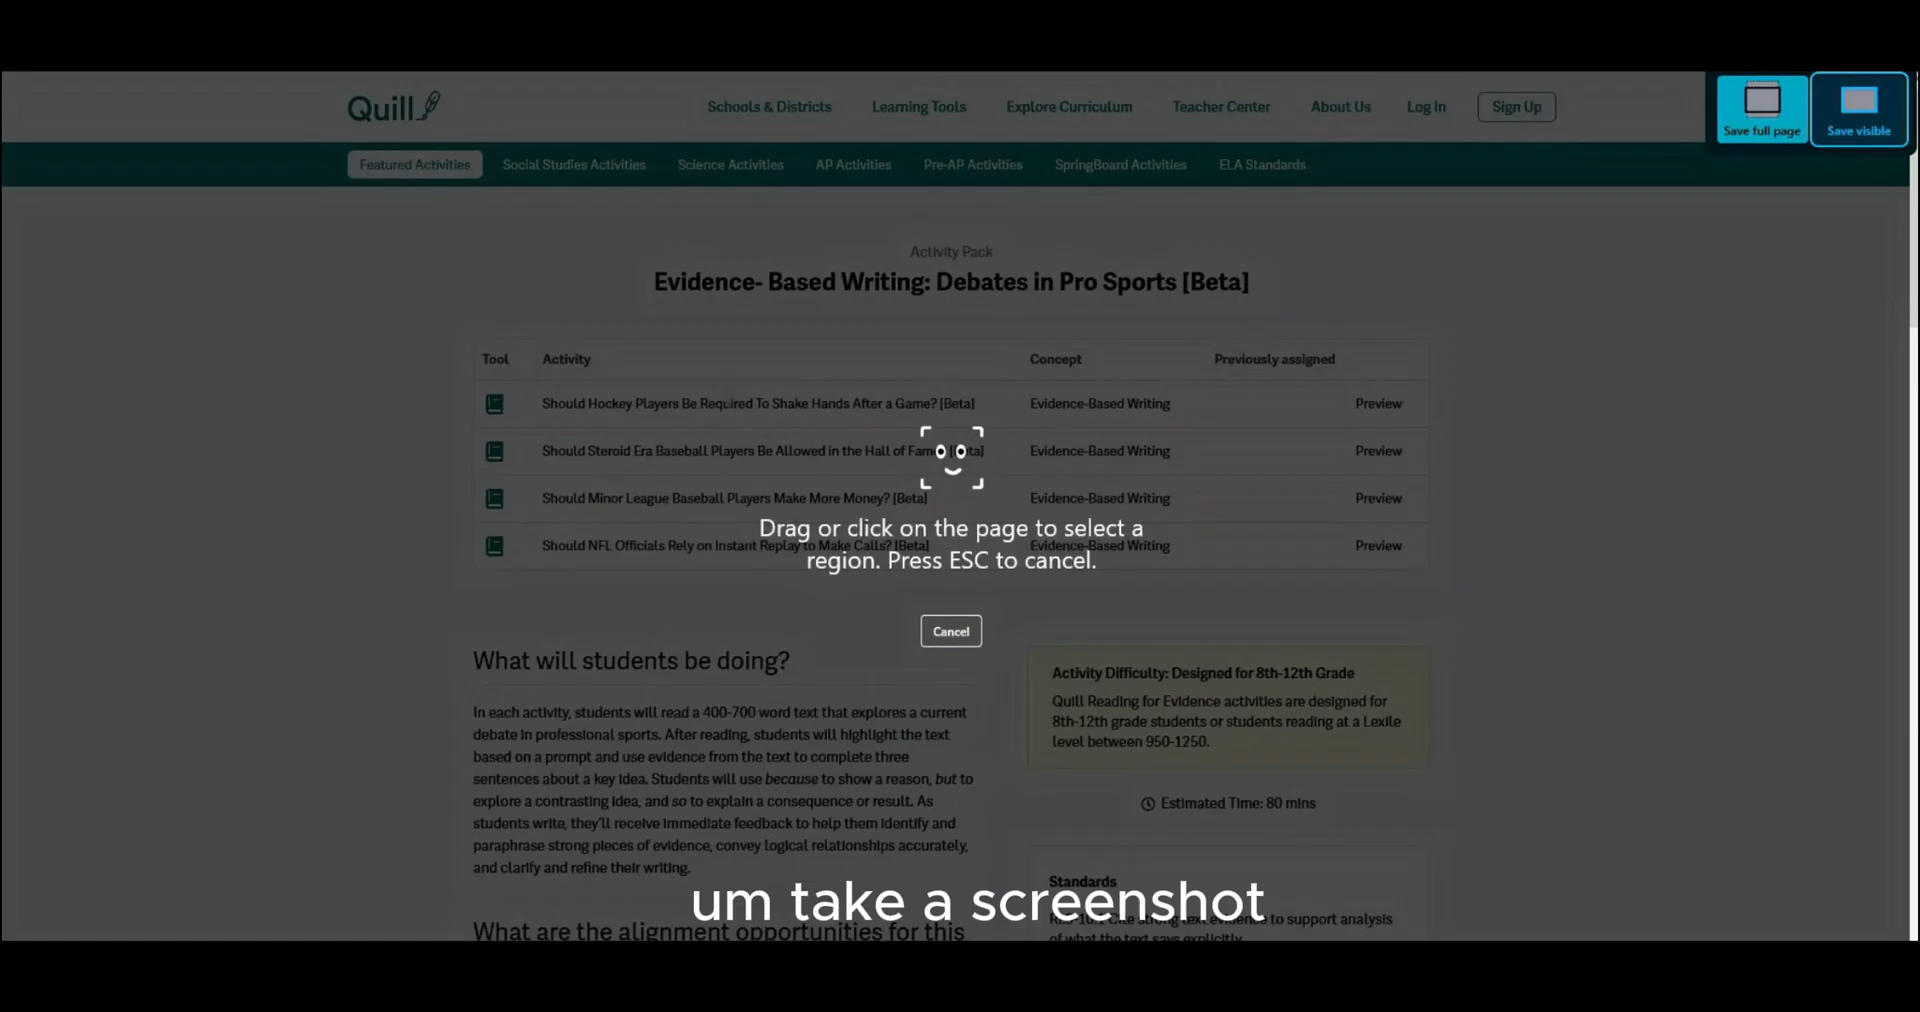 Quill
Schools & Districts
Learning Tools
Explore Curriculum
Teacher Center
About Us
Log In
Sign Up
Save full page
Save visible
Featured Activities
Social Studies Activities
Science Activities
AP Activities
Pre-AP Activities
SpringBoard Activities
ELA Standards
Activity Pack
Evidence- Based Writing: Debates in Pro Sports [Beta]
Tool Activity Concept Previously assigned
Should Hockey Players Be Required To Shake Hands After a Game? [Beta] Evidence-Based Writing Preview
Should Steroid Era Baseball Players Be Allowed in the Hall of Evidence-Based Writing Preview
Should Minor League Baseball Players Make More Money? [Beta] Evidence-Based Writing Preview
Should NFL Officials Rely on Instant Replay to Make Calls? [Beta] Evidence-Based Writing Preview
Drag or click on the page to select a
region. Press ESC to cancel.
Cancel
What will students be doing?
In each activity, students will read a 400-700 word text that explores a current
debate in professional sports. After reading, students will highlight the text
based on a prompt and use evidence from the text to complete three
sentences about a key idea. Students will use because to show a reason, but to
explore a contrasting idea, and so to explain a consequence or result. As
students write, they'll receive immediate feedback to help them identify and
paraphrase strong pieces of evidence, convey logical relationships accurately,
and clarify and refine their writing.
What are the alignment opportunities for this
Activity Difficulty: Designed for 8th-12th Grade
Quill Reading for Evidence activities are designed for
8th-12th grade students or students reading at a Lexile
level between 950-1250.
Estimated Time: 80 mins
Standards
Cite strong text evidence to support analysis
of what the text says explicitly
um take a screenshot